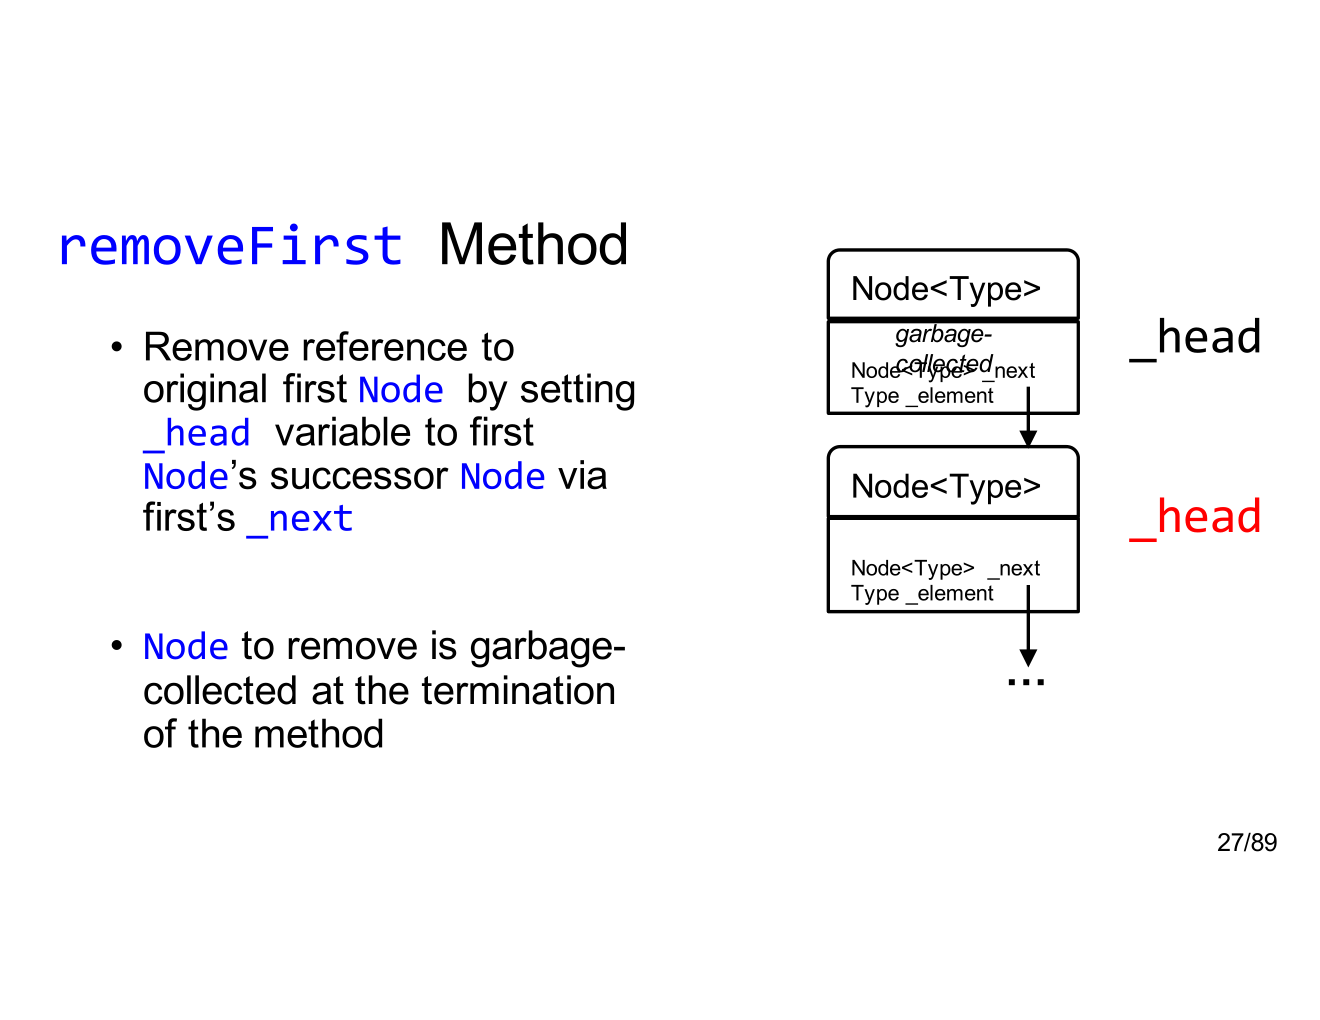 removeFirst Method
• Remove reference to
original first Node by setting
_head variable to first
Node’s successor Node via
first’s _next
• Node to remove is garbage-
collected at the termination
of the method
Node<Type>
garbage-
collected
Node<Type> _next
Type _element
_head
Node<Type>
Node<Type> _next
Type _element
_head
...
27/89